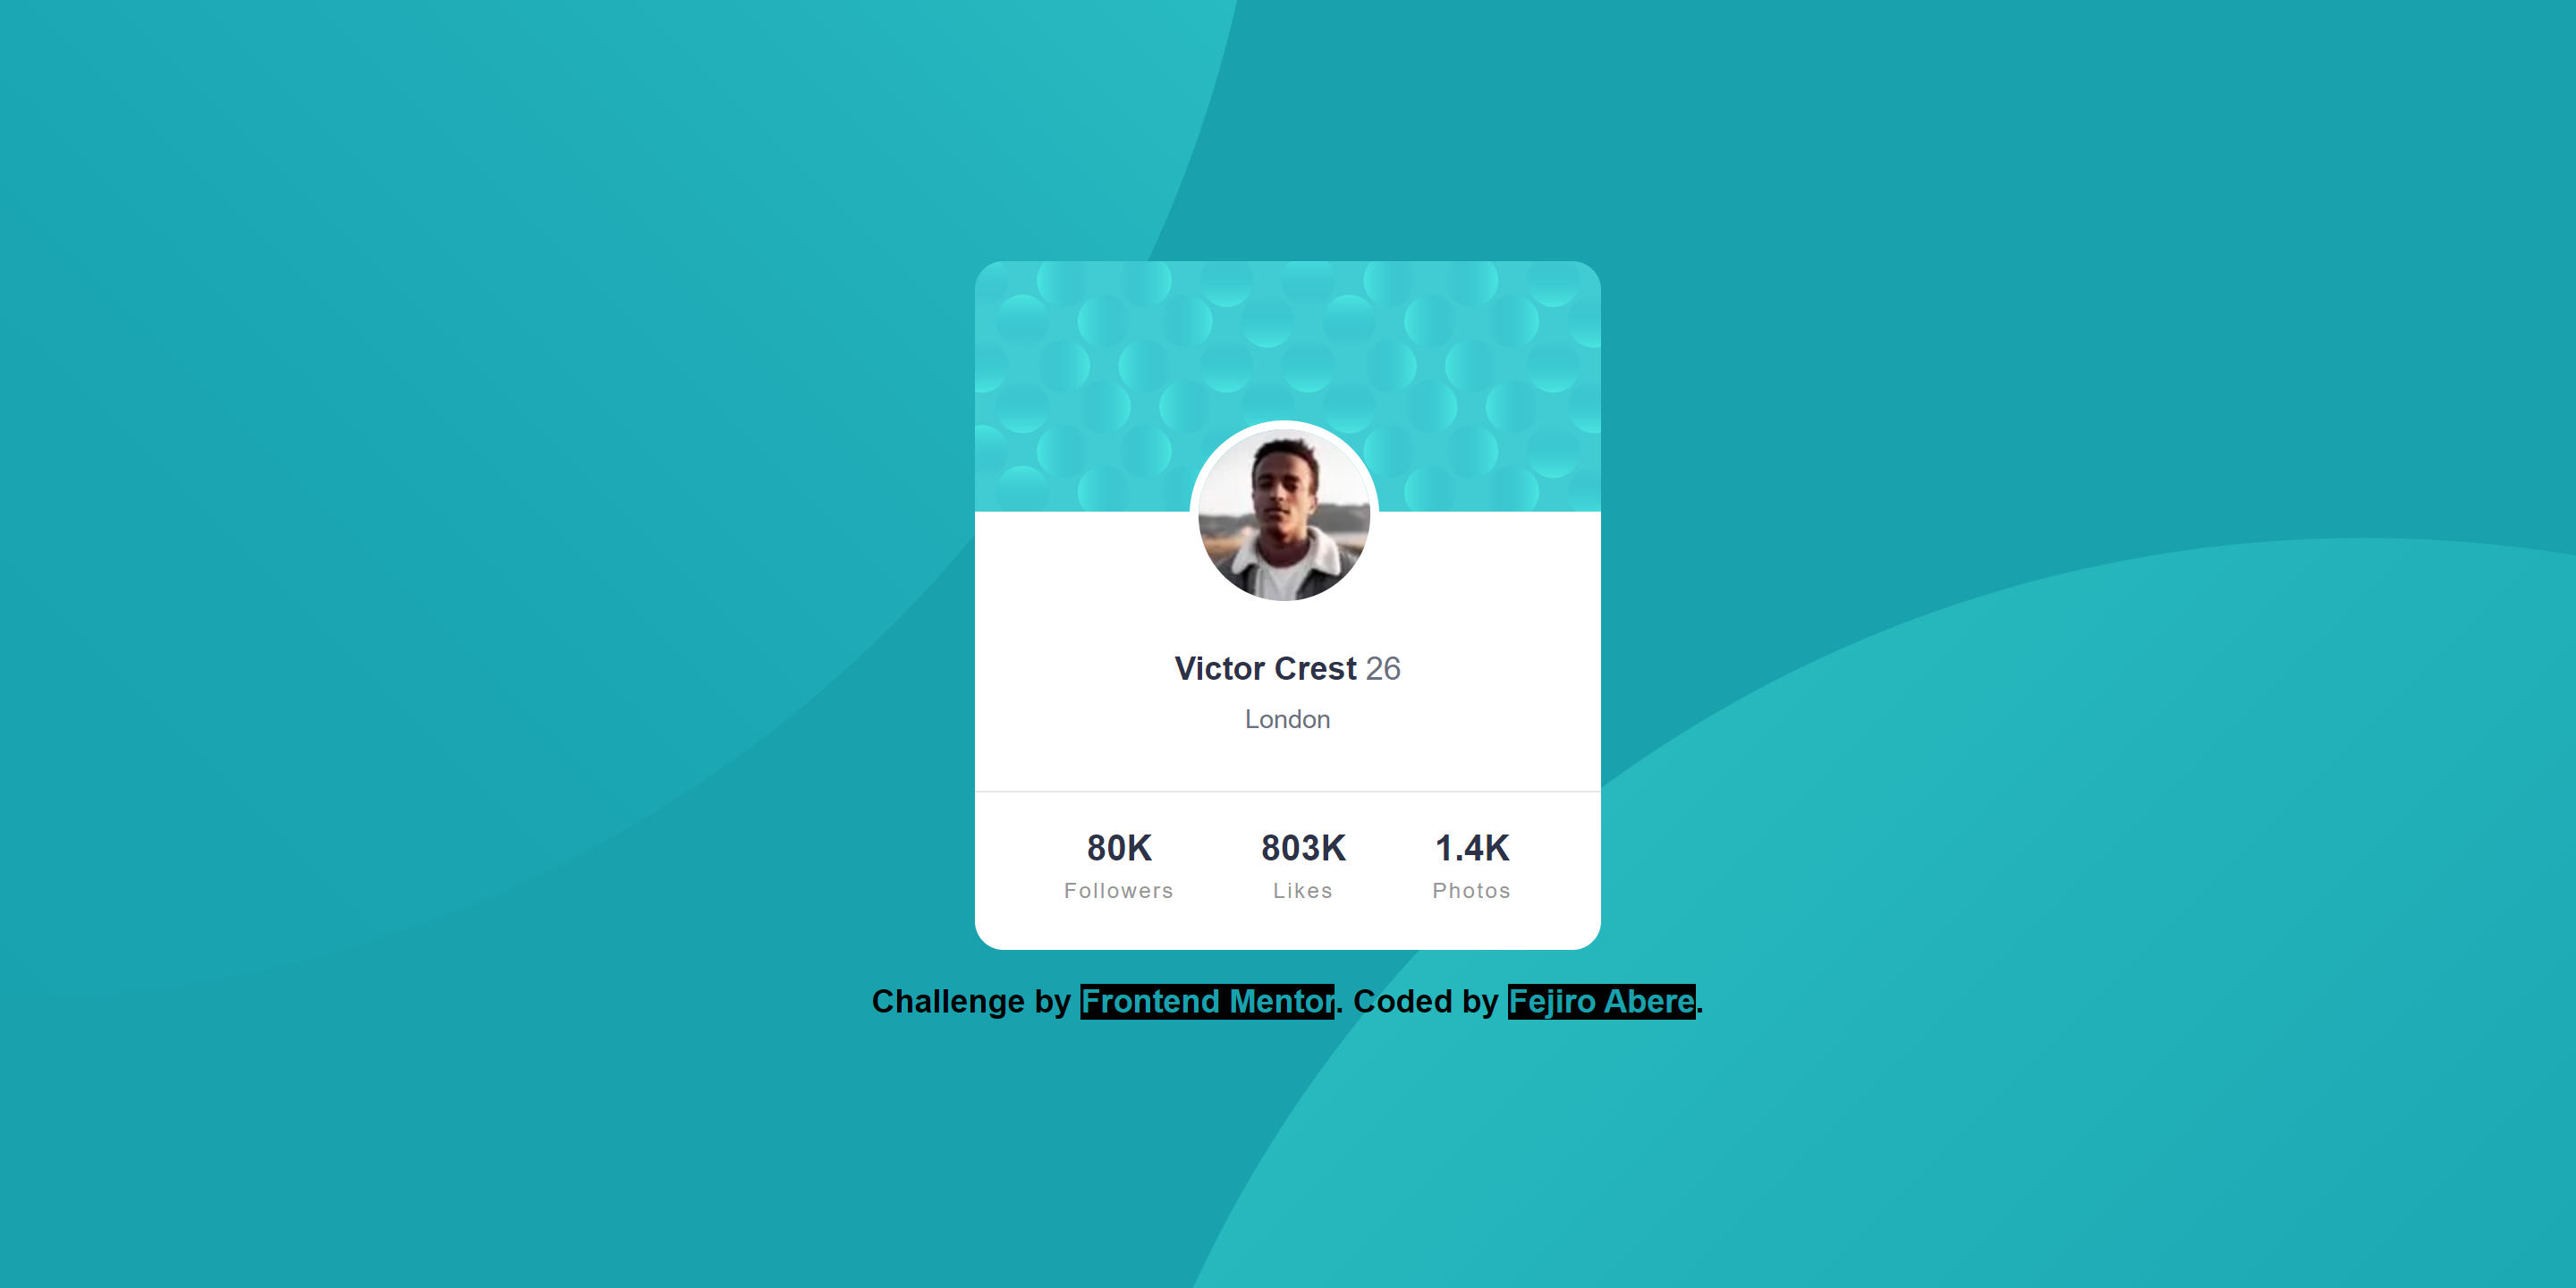 Victor Crest 26
London
80K 803K 1.4K
Followers Likes Photos
Challenge by Frontend Mentor. Coded by Fejiro Abere.